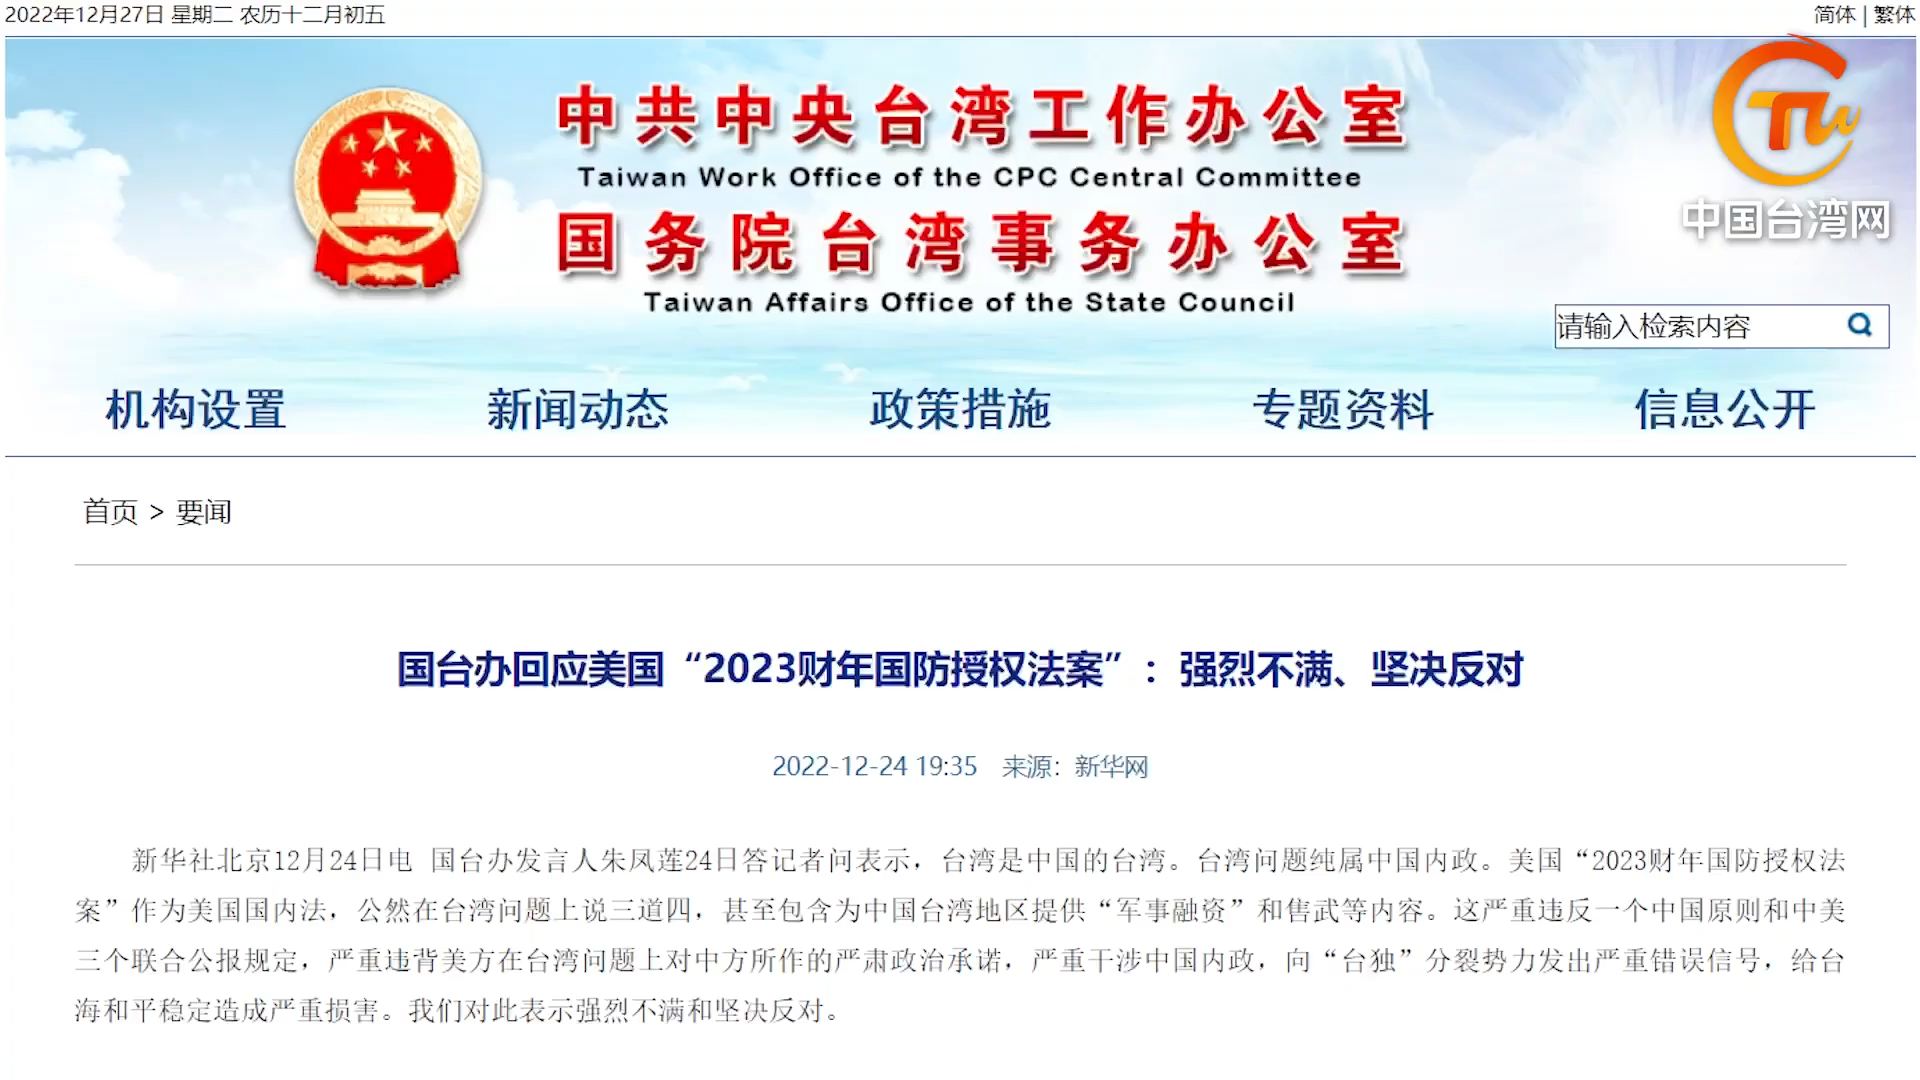 2022年12月27日 星期二 农历十二月初五
简体 | 繁体
中共中央台湾工作办公室
Taiwan Work Office of the CPC Central Committee
国务院台湾事务办公室
Taiwan Affairs Office of the State Council
TW
中国台湾网
请输入检索内容
机构设置 新闻动态 政策措施 专题资料 信息公开
首页 > 要闻
国台办回应美国“2023财年国防授权法案”：强烈不满、坚决反对
2022-12-24 19:35 来源：新华网
新华社北京12月24日电 国台办发言人朱凤莲24日答记者问表示，台湾是中国的台湾。台湾问题纯属中国内政。美国“2023财年国防授权法
案”作为美国国内法，公然在台湾问题上说三道四，甚至包含为中国台湾地区提供“军事融资”和售武等内容。这严重违反一个中国原则和中美
三个联合公报规定，严重违背美方在台湾问题上对中方所作的严肃政治承诺，严重干涉中国内政，向“台独”分裂势力发出严重错误信号，给台
海和平稳定造成严重损害。我们对此表示强烈不满和坚决反对。